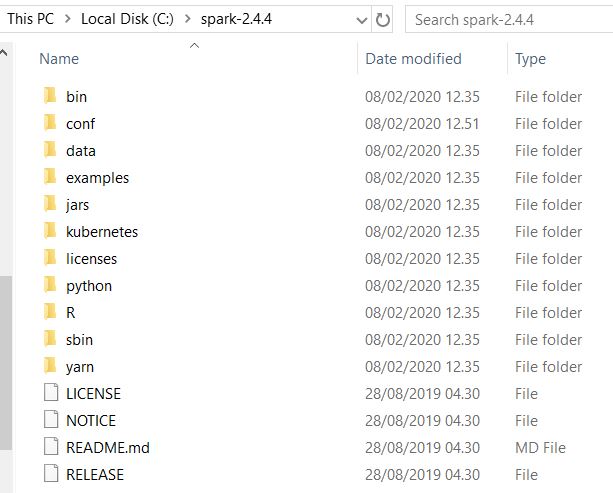 This PC > Local Disk (C:) > spark-2.4.4 Search spark-2.4.4
Name Date modified Type
bin 08/02/2020 12.35 File folder
conf 08/02/2020 12.51 File folder
data 08/02/2020 12.35 File folder
examples 08/02/2020 12.35 File folder
jars 08/02/2020 12.35 File folder
kubernetes 08/02/2020 12.35 File folder
licenses 08/02/2020 12.35 File folder
python 08/02/2020 12.35 File folder
R 08/02/2020 12.35 File folder
sbin 08/02/2020 12.35 File folder
yarn 08/02/2020 12.35 File folder
LICENSE 28/08/2019 04.30 File
NOTICE 28/08/2019 04.30 File
README.md 28/08/2019 04.30 MD File
RELEASE 28/08/2019 04.30 File